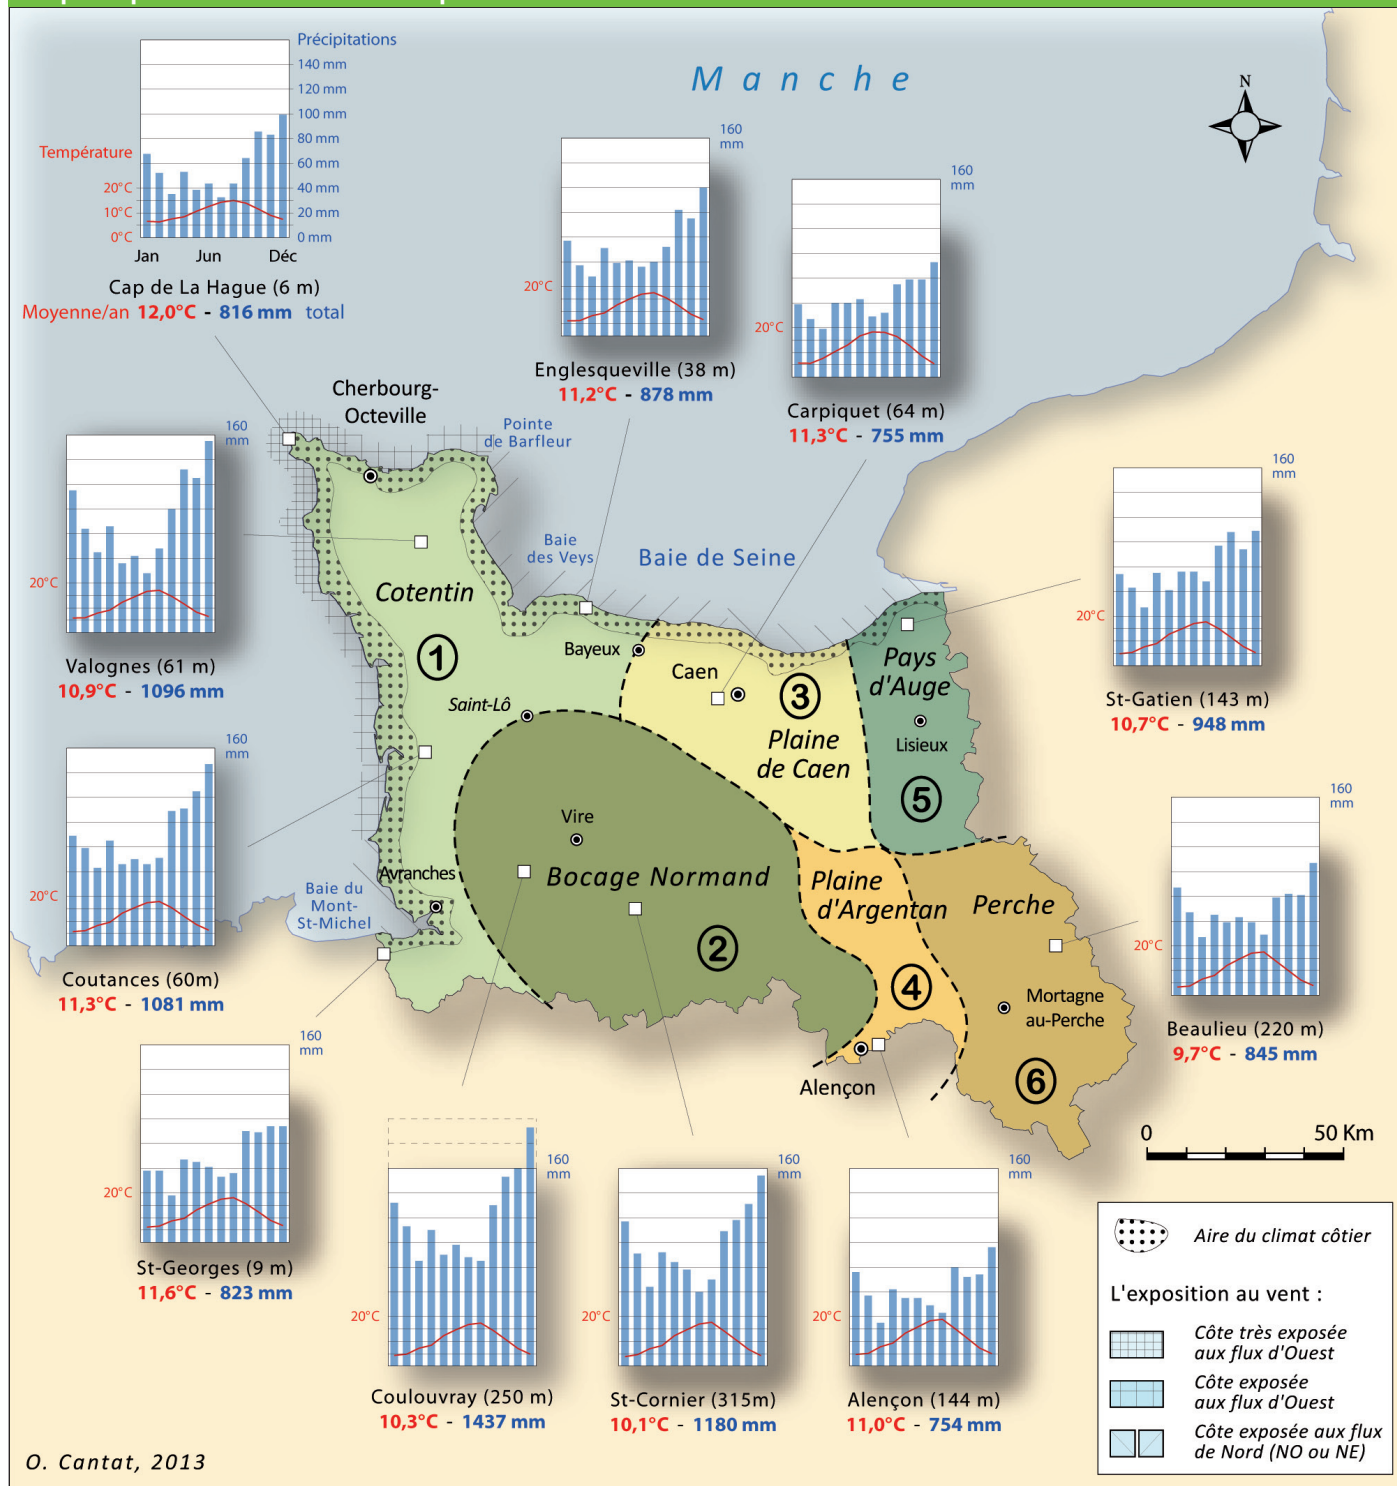 Précipitations
140 mm
120 mm
100 mm
80 mm
60 mm
40 mm
20 mm
0 mm
Température
20°C
10°C
0°C
Jan Jun Déc
Cap de La Hague (6 m)
Moyenne/an 12,0°C - 816 mm total
Manche
N
160
mm
20°C
Englesqueville (38 m)
11,2°C - 878 mm
160
mm
20°C
Carpiquet (64 m)
11,3°C - 755 mm
Cherbourg-
Octeville
Pointe
de Barfleur
160
mm
20°C
Valognes (61 m)
10,9°C - 1096 mm
Baie
des Veys
Baie de Seine
160
mm
20°C
St-Gatien (143 m)
10,7°C - 948 mm
Cotentin
1
Bayeux
Saint-Lô
Caen
3
Plaine
de Caen
Pays
d'Auge
Lisieux
5
160
mm
20°C
Coutances (60m)
11,3°C - 1081 mm
Vire
Bocage Normand
2
Avranches
Baie du
Mont-
St-Michel
Plaine
d'Argentan
4
Perche
Mortagne
au-Perche
6
Alençon
160
mm
20°C
Beaulieu (220 m)
9,7°C - 845 mm
160
mm
20°C
St-Georges (9 m)
11,6°C - 823 mm
160
mm
20°C
Coulouvray (250 m)
10,3°C - 1437 mm
160
mm
20°C
St-Cornier (315m)
10,1°C - 1180 mm
160
mm
20°C
Alençon (144 m)
11,0°C - 754 mm
0 50 Km
Aire du climat côtier
L'exposition au vent :
Côte très exposée
aux flux d'Ouest
Côte exposée
aux flux d'Ouest
Côte exposée aux flux
de Nord (NO ou NE)
O. Cantat, 2013